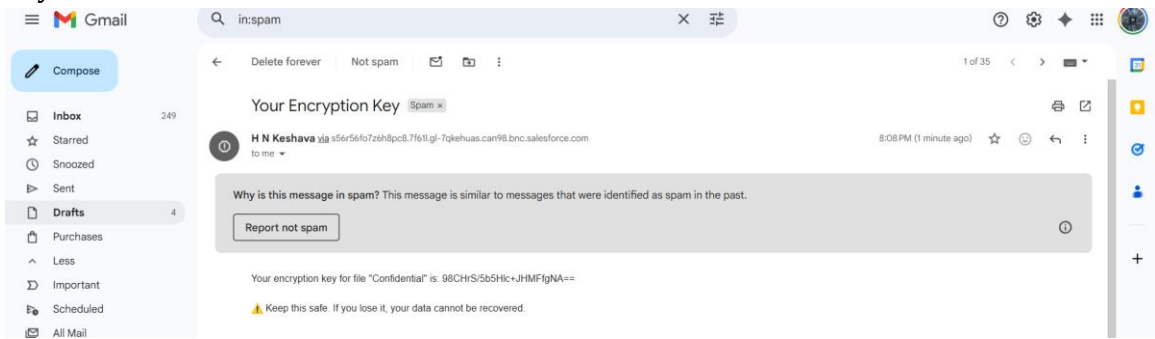 Gmail
in:spam
Compose
Delete forever
Not spam
1 of 35
Inbox 249
Starred
Snoozed
Sent
Drafts 4
Purchases
Less
Important
Scheduled
All Mail
Your Encryption Key Spam ×
H N Keshava via s56r56fo7z6h8pc8.7f61l.gl-7qkehuas.can98.bnc.salesforce.com
8:08 PM (1 minute ago)
to me
Why is this message in spam? This message is similar to messages that were identified as spam in the past.
Report not spam
Your encryption key for file "Confidential" is: 98CHrS/5b5Hlc+JHMFfgNA==
⚠️ Keep this safe. If you lose it, your data cannot be recovered.